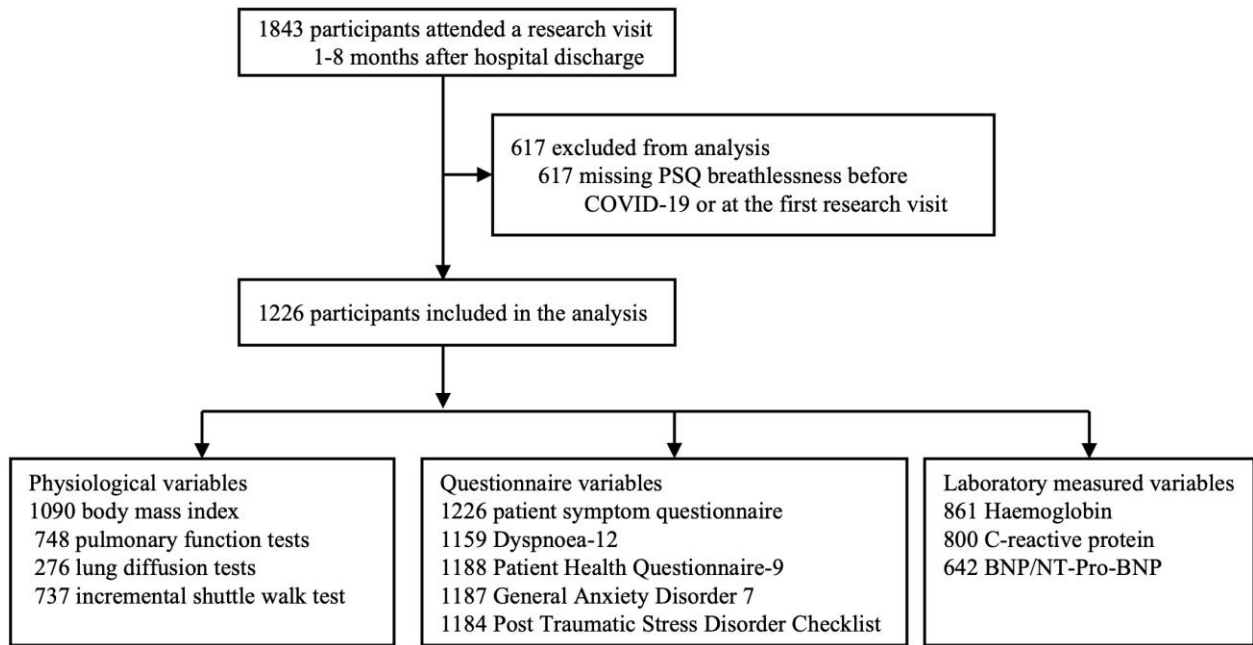 1843 participants attended a research visit
1-8 months after hospital discharge
617 excluded from analysis
617 missing PSQ breathlessness before
COVID-19 or at the first research visit
1226 participants included in the analysis
Physiological variables
1090 body mass index
748 pulmonary function tests
276 lung diffusion tests
737 incremental shuttle walk test
Questionnaire variables
1226 patient symptom questionnaire
1159 Dyspnoea-12
1188 Patient Health Questionnaire-9
1187 General Anxiety Disorder 7
1184 Post Traumatic Stress Disorder Checklist
Laboratory measured variables
861 Haemoglobin
800 C-reactive protein
642 BNP/NT-Pro-BNP